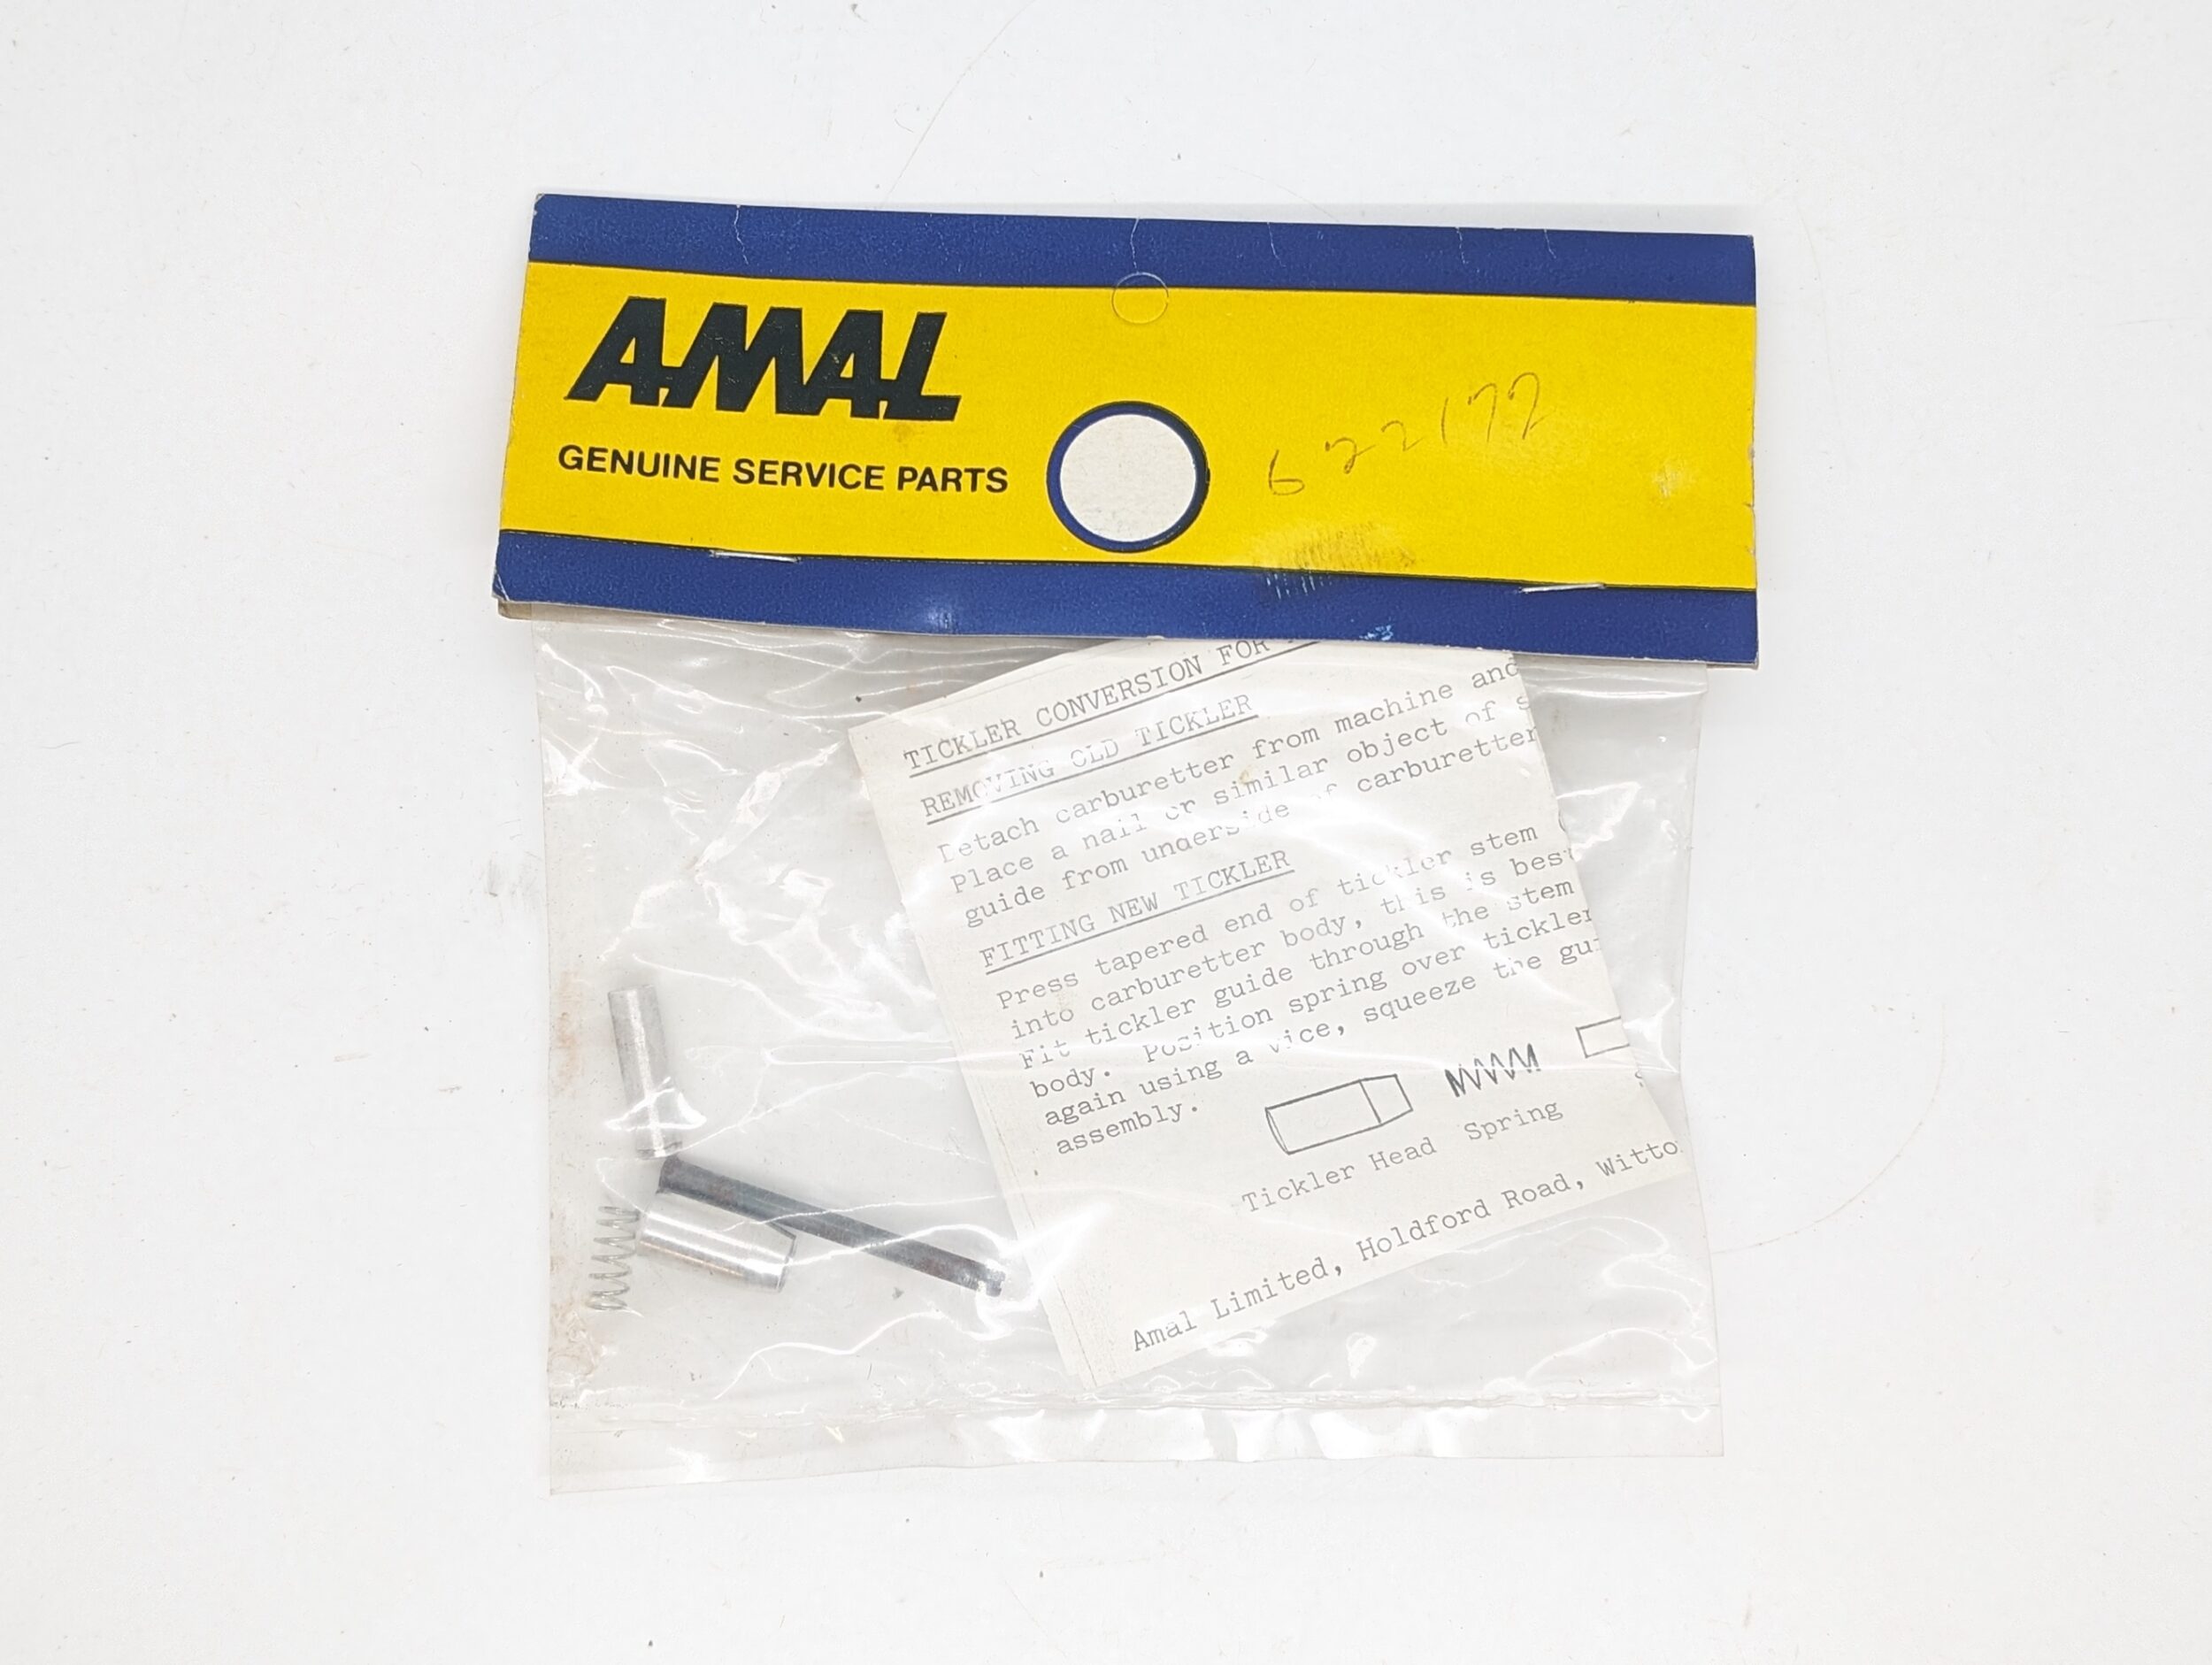 AMAL
GENUINE SERVICE PARTS
622172
TICKLER CONVERSION FOR
REMOVING OLD TICKLER
Detach carburetter from machine and
Place a nail or similar object of s
guide from underside of carburetter
FITTING NEW TICKLER
Press tapered end of tickler stem
into carburetter body, this is best
Fit tickler guide through the stem
body. Position spring over tickler
again using a vice, squeeze the gui
assembly.
Tickler Head Spring
Amal Limited, Holdford Road, Witto